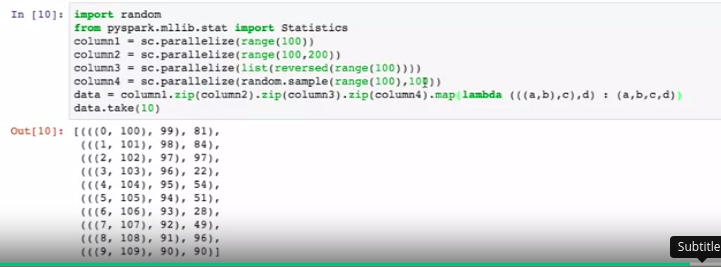 In [10]: import random
from pyspark.mllib.stat import Statistics
column1 = sc.parallelize(range(100))
column2 = sc.parallelize(range(100,200))
column3 = sc.parallelize(list(reversed(range(100))))
column4 = sc.parallelize(random.sample(range(100),100))
data = column1.zip(column2).zip(column3).zip(column4).map(lambda (((a,b),c),d) : (a,b,c,d))
data.take(10)
Out[10]: [(((0, 100), 99), 81),
(((1, 101), 98), 84),
(((2, 102), 97), 97),
(((3, 103), 96), 22),
(((4, 104), 95), 54),
(((5, 105), 94), 51),
(((6, 106), 93), 28),
(((7, 107), 92), 49),
(((8, 108), 91), 96),
(((9, 109), 90), 90)]
Subtitle